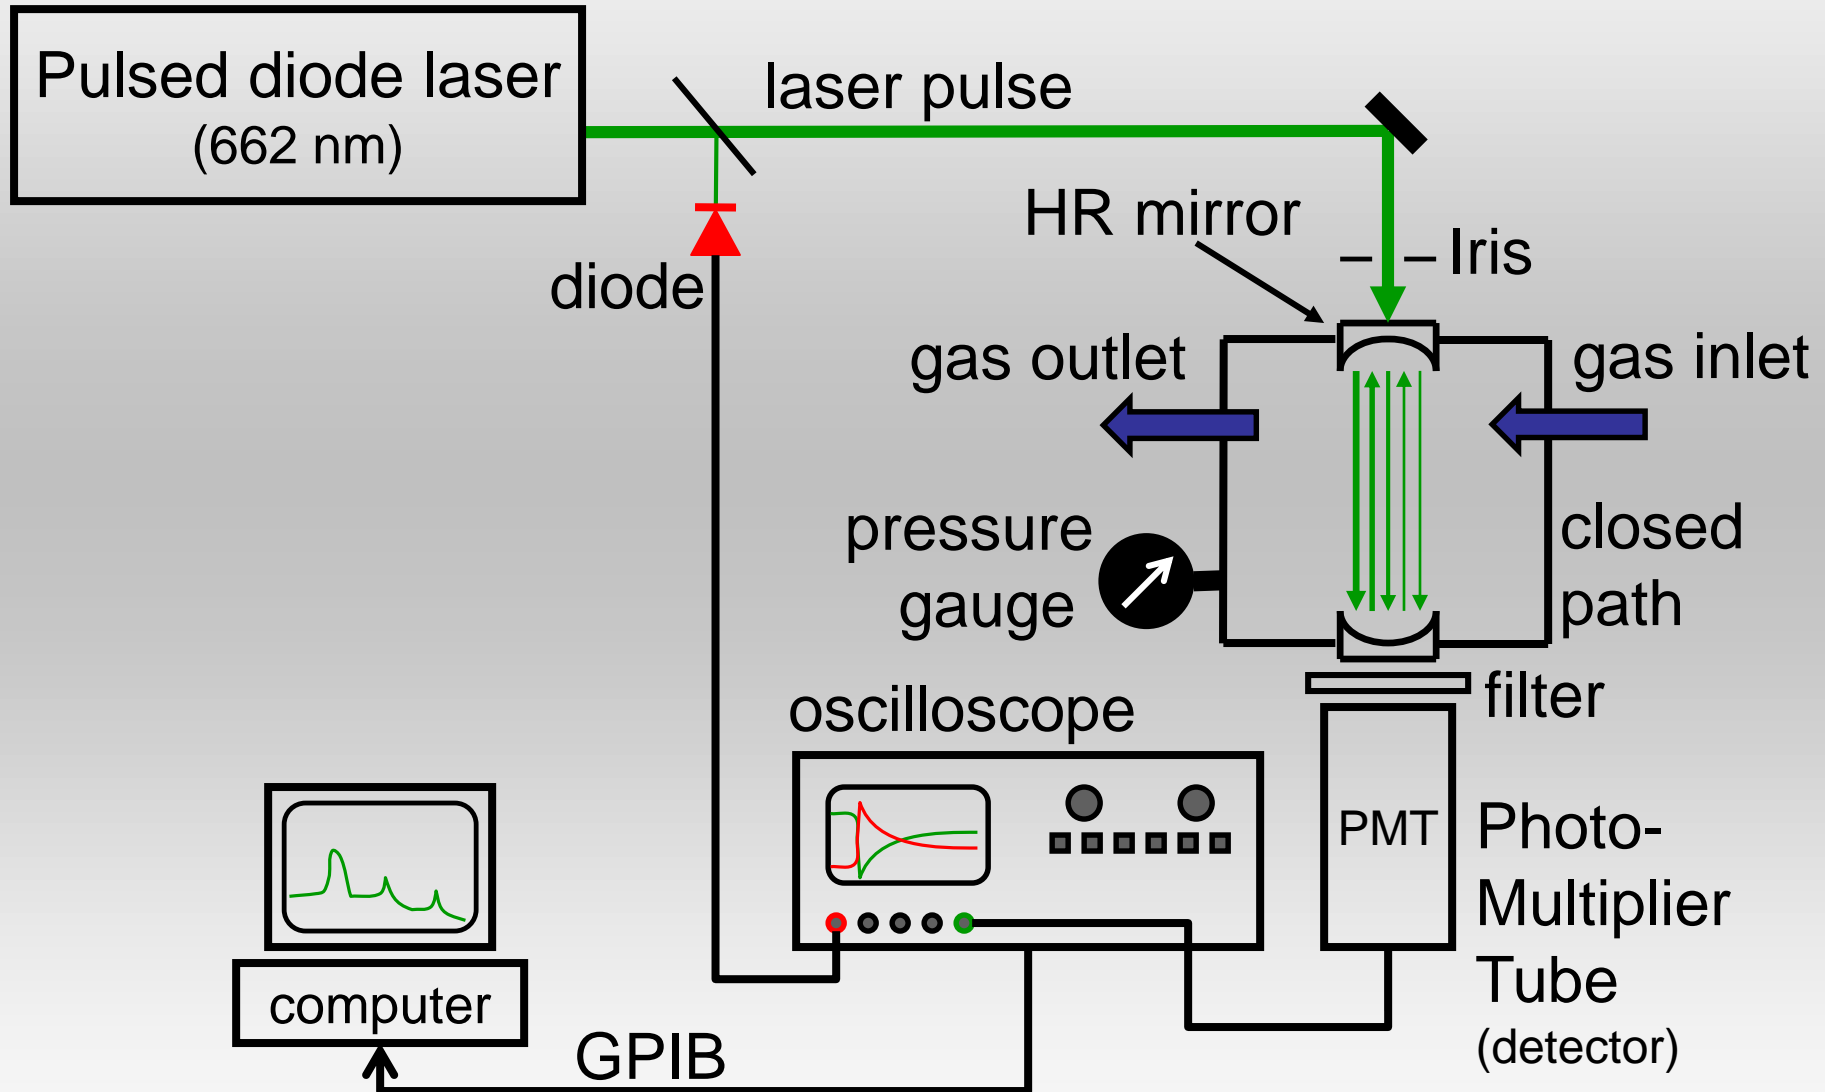 Pulsed diode laser
(662 nm)
laser pulse
HR mirror
Iris
diode
gas outlet
gas inlet
pressure
gauge
closed
path
filter
oscilloscope
PMT
Photo-
Multiplier
Tube
(detector)
computer
GPIB